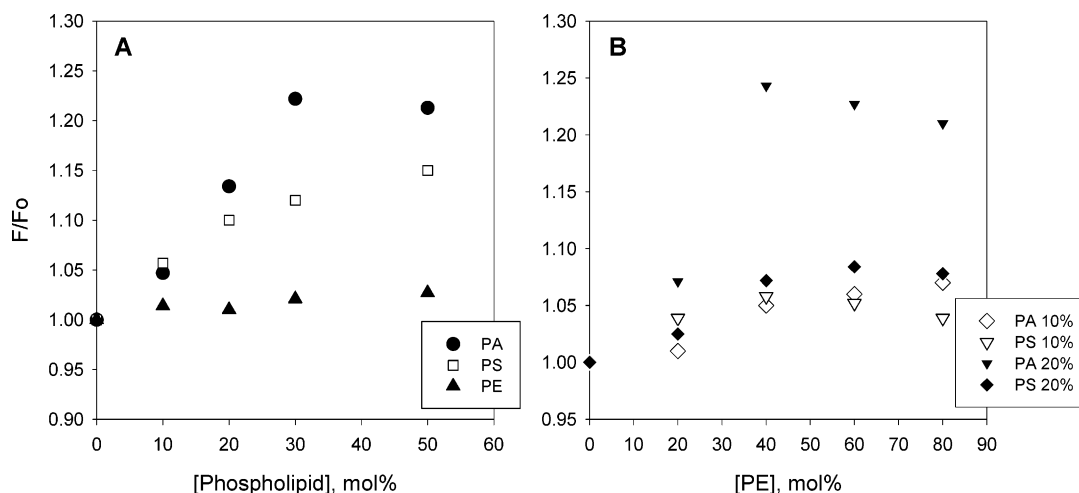 A
F/Fo
1.30
1.25
1.20
1.15
1.10
1.05
1.00
0.95
0.90
0 10 20 30 40 50 60
[Phospholipid], mol%
PA
PS
PE
B
1.30
1.25
1.20
1.15
1.10
1.05
1.00
0.95
0 10 20 30 40 50 60 70 80 90
[PE], mol%
PA 10%
PS 10%
PA 20%
PS 20%